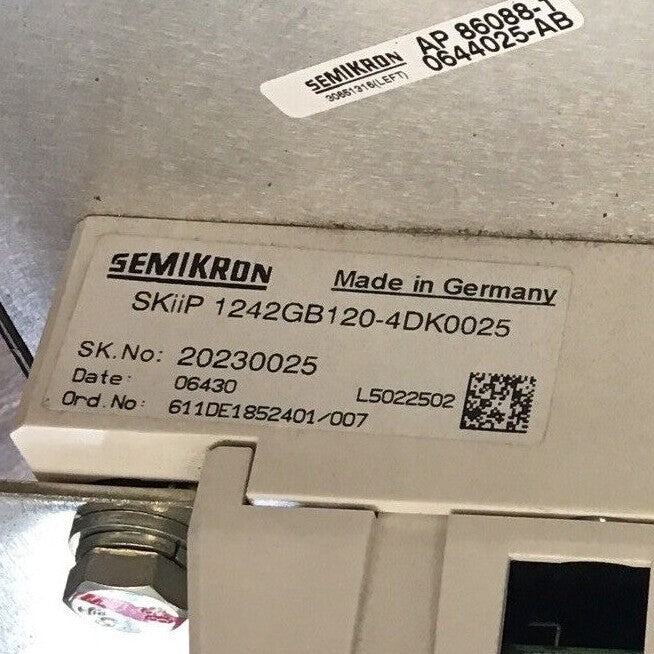 SEMIKRON
30861316(LEFT)
AP 86088-1
0644025-AB
SEMIKRON Made in Germany
SKiiP 1242GB120-4DK0025
SK.No: 20230025
Date: 06430 L5022502
Ord.No: 611DE1852401/007